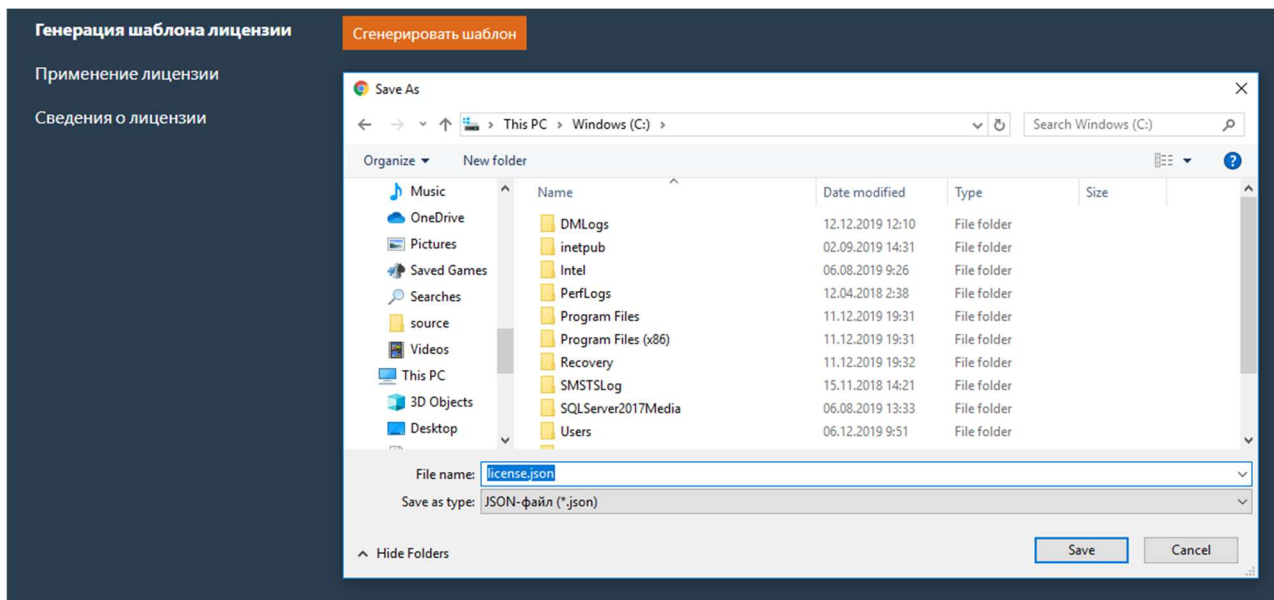 Генерация шаблона лицензии
Сгенерировать шаблон
Применение лицензии
Сведения о лицензии
Save As
This PC > Windows (C:) >
Search Windows (C:)
Organize
New folder
Music
OneDrive
Pictures
Saved Games
Searches
source
Videos
This PC
3D Objects
Desktop
Name Date modified Type Size
DMLogs 12.12.2019 12:10 File folder
inetpub 02.09.2019 14:31 File folder
Intel 06.08.2019 9:26 File folder
PerfLogs 12.04.2018 2:38 File folder
Program Files 11.12.2019 19:31 File folder
Program Files (x86) 11.12.2019 19:31 File folder
Recovery 11.12.2019 19:32 File folder
SMSTSLog 15.11.2018 14:21 File folder
SQLServer2017Media 06.08.2019 13:33 File folder
Users 06.12.2019 9:51 File folder
File name: license.json
Save as type: JSON-файл (*.json)
Hide Folders
Save
Cancel